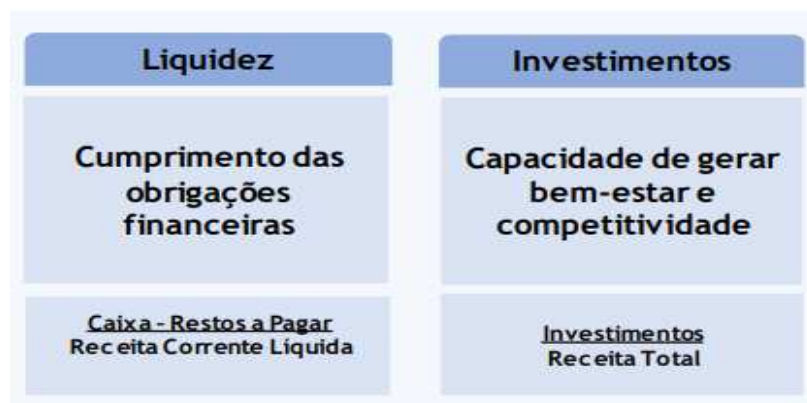 Liquidez
Cumprimento das
obrigações
financeiras
Caixa - Restos a Pagar
Receita Corrente Líquida
Investimentos
Capacidade de gerar
bem-estar e
competitividade
Investimentos
Receita Total